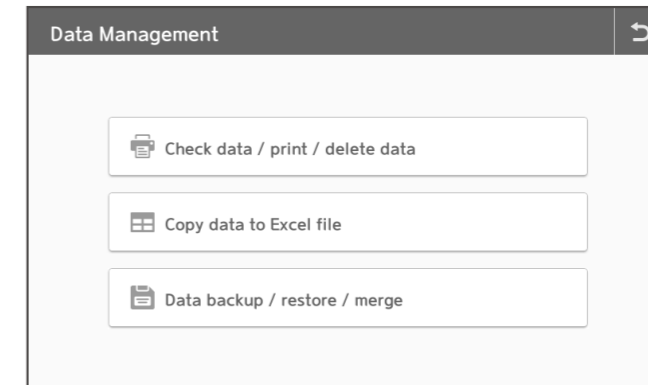 Data Management
Check data / print / delete data
Copy data to Excel file
Data backup / restore / merge